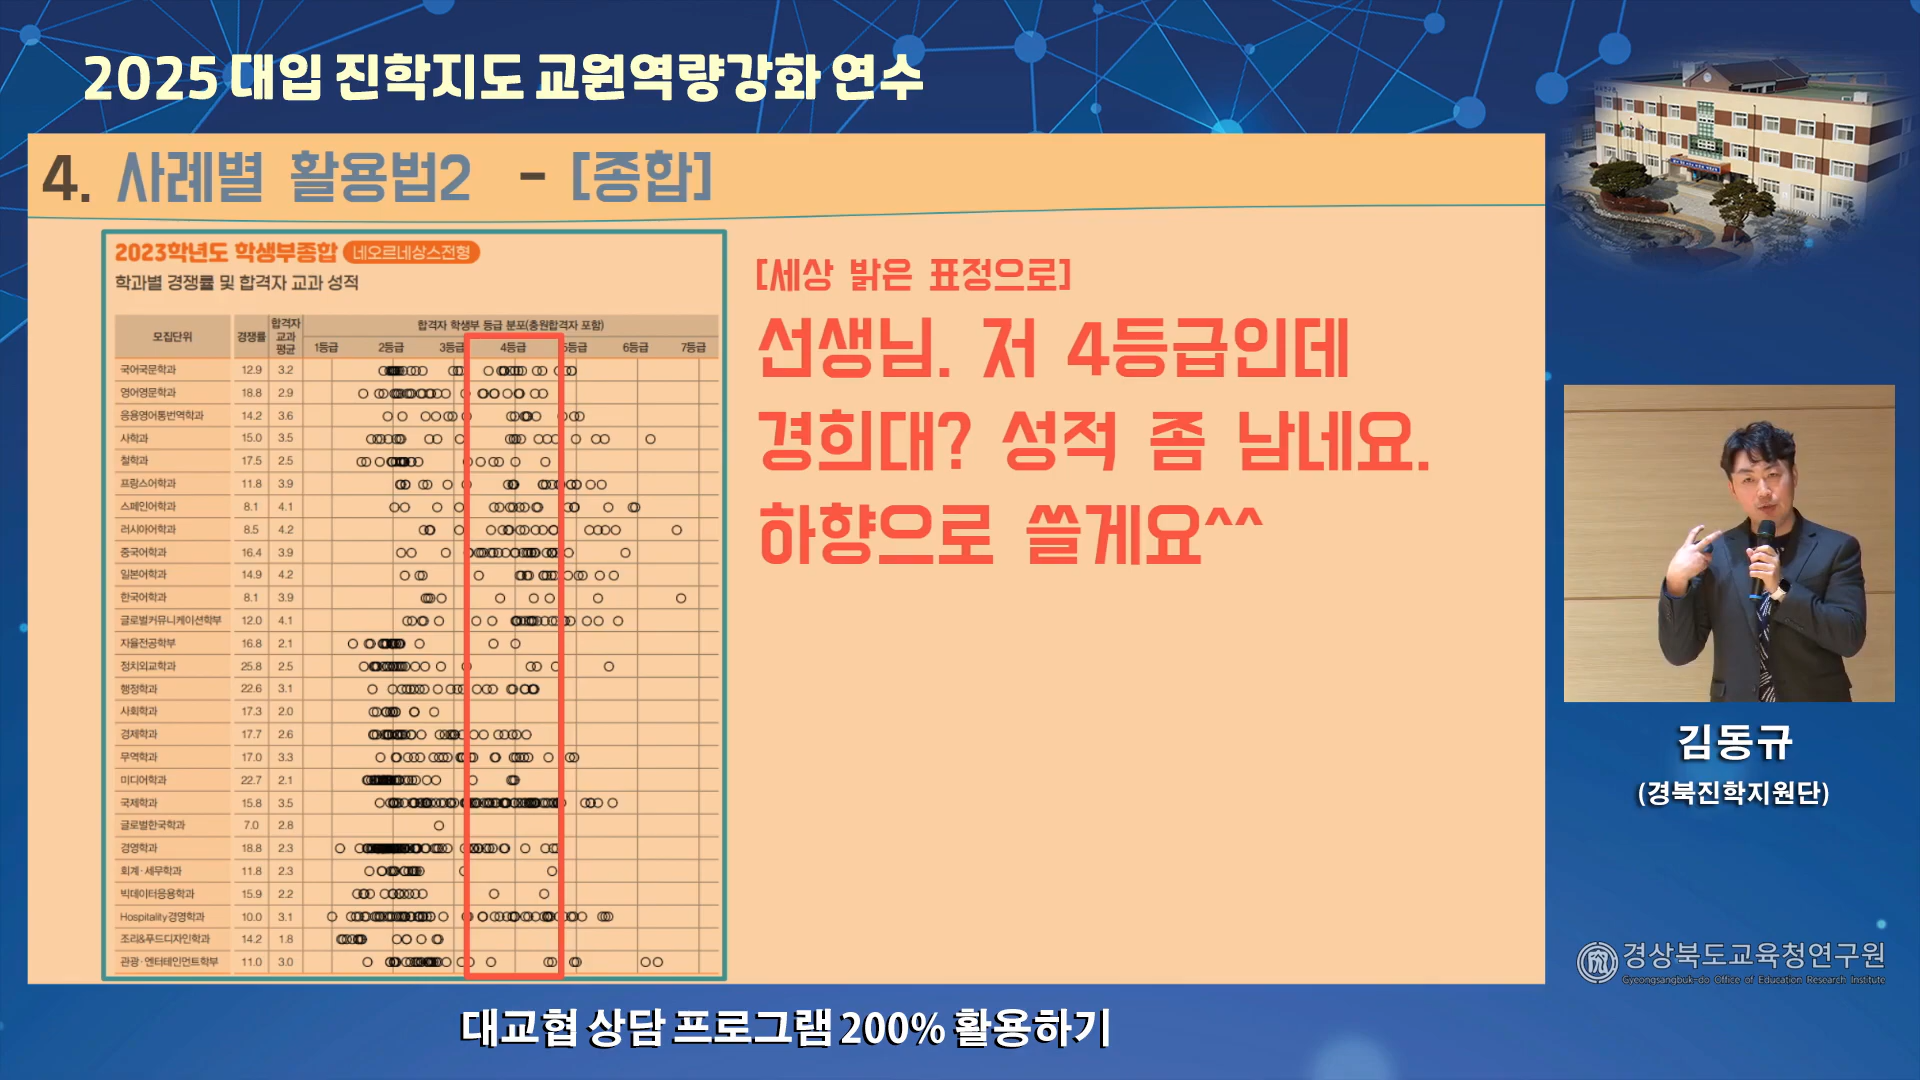 2025 대입 진학지도 교원역량강화 연수
4. 사례별 활용법2 - [종합]
2023학년도 학생부종합 네오르네상스전형
학과별 경쟁률 및 합격자 교과 성적
모집단위 경쟁률 합격자 교과 평균 합격자 학생부 등급 분포(충원합격자 포함)
1등급 2등급 3등급 4등급 5등급 6등급 7등급
국어국문학과 12.9 3.2
영어영문학과 18.8 2.9
응용영어통번역학과 14.2 3.6
사학과 15.0 3.5
철학과 17.5 2.5
프랑스어학과 11.8 3.9
스페인어학과 8.1 4.1
러시아어학과 8.5 4.2
중국어학과 16.4 3.9
일본어학과 14.9 4.2
한국어학과 8.1 3.9
글로벌커뮤니케이션학부 12.0 4.1
자율전공학부 16.8 2.1
정치외교학과 25.8 2.5
행정학과 22.6 3.1
사회학과 17.3 2.0
경제학과 17.7 2.6
무역학과 17.0 3.3
미디어학과 22.7 2.1
국제학과 15.8 3.5
글로벌한국학과 7.0 2.8
경영학과 18.8 2.3
회계·세무학과 11.8 2.3
빅데이터응용학과 15.9 2.2
Hospitality경영학과 10.0 3.1
조리&푸드디자인학과 14.2 1.8
관광·엔터테인먼트학부 11.0 3.0
[세상 밝은 표정으로]
선생님. 저 4등급인데
경희대? 성적 좀 남네요.
하향으로 쓸게요^^
김동규
(경북진학지원단)
경상북도교육청연구원
Gyeongsangbuk-do Office of Education Research Institute
대교협 상담 프로그램 200% 활용하기